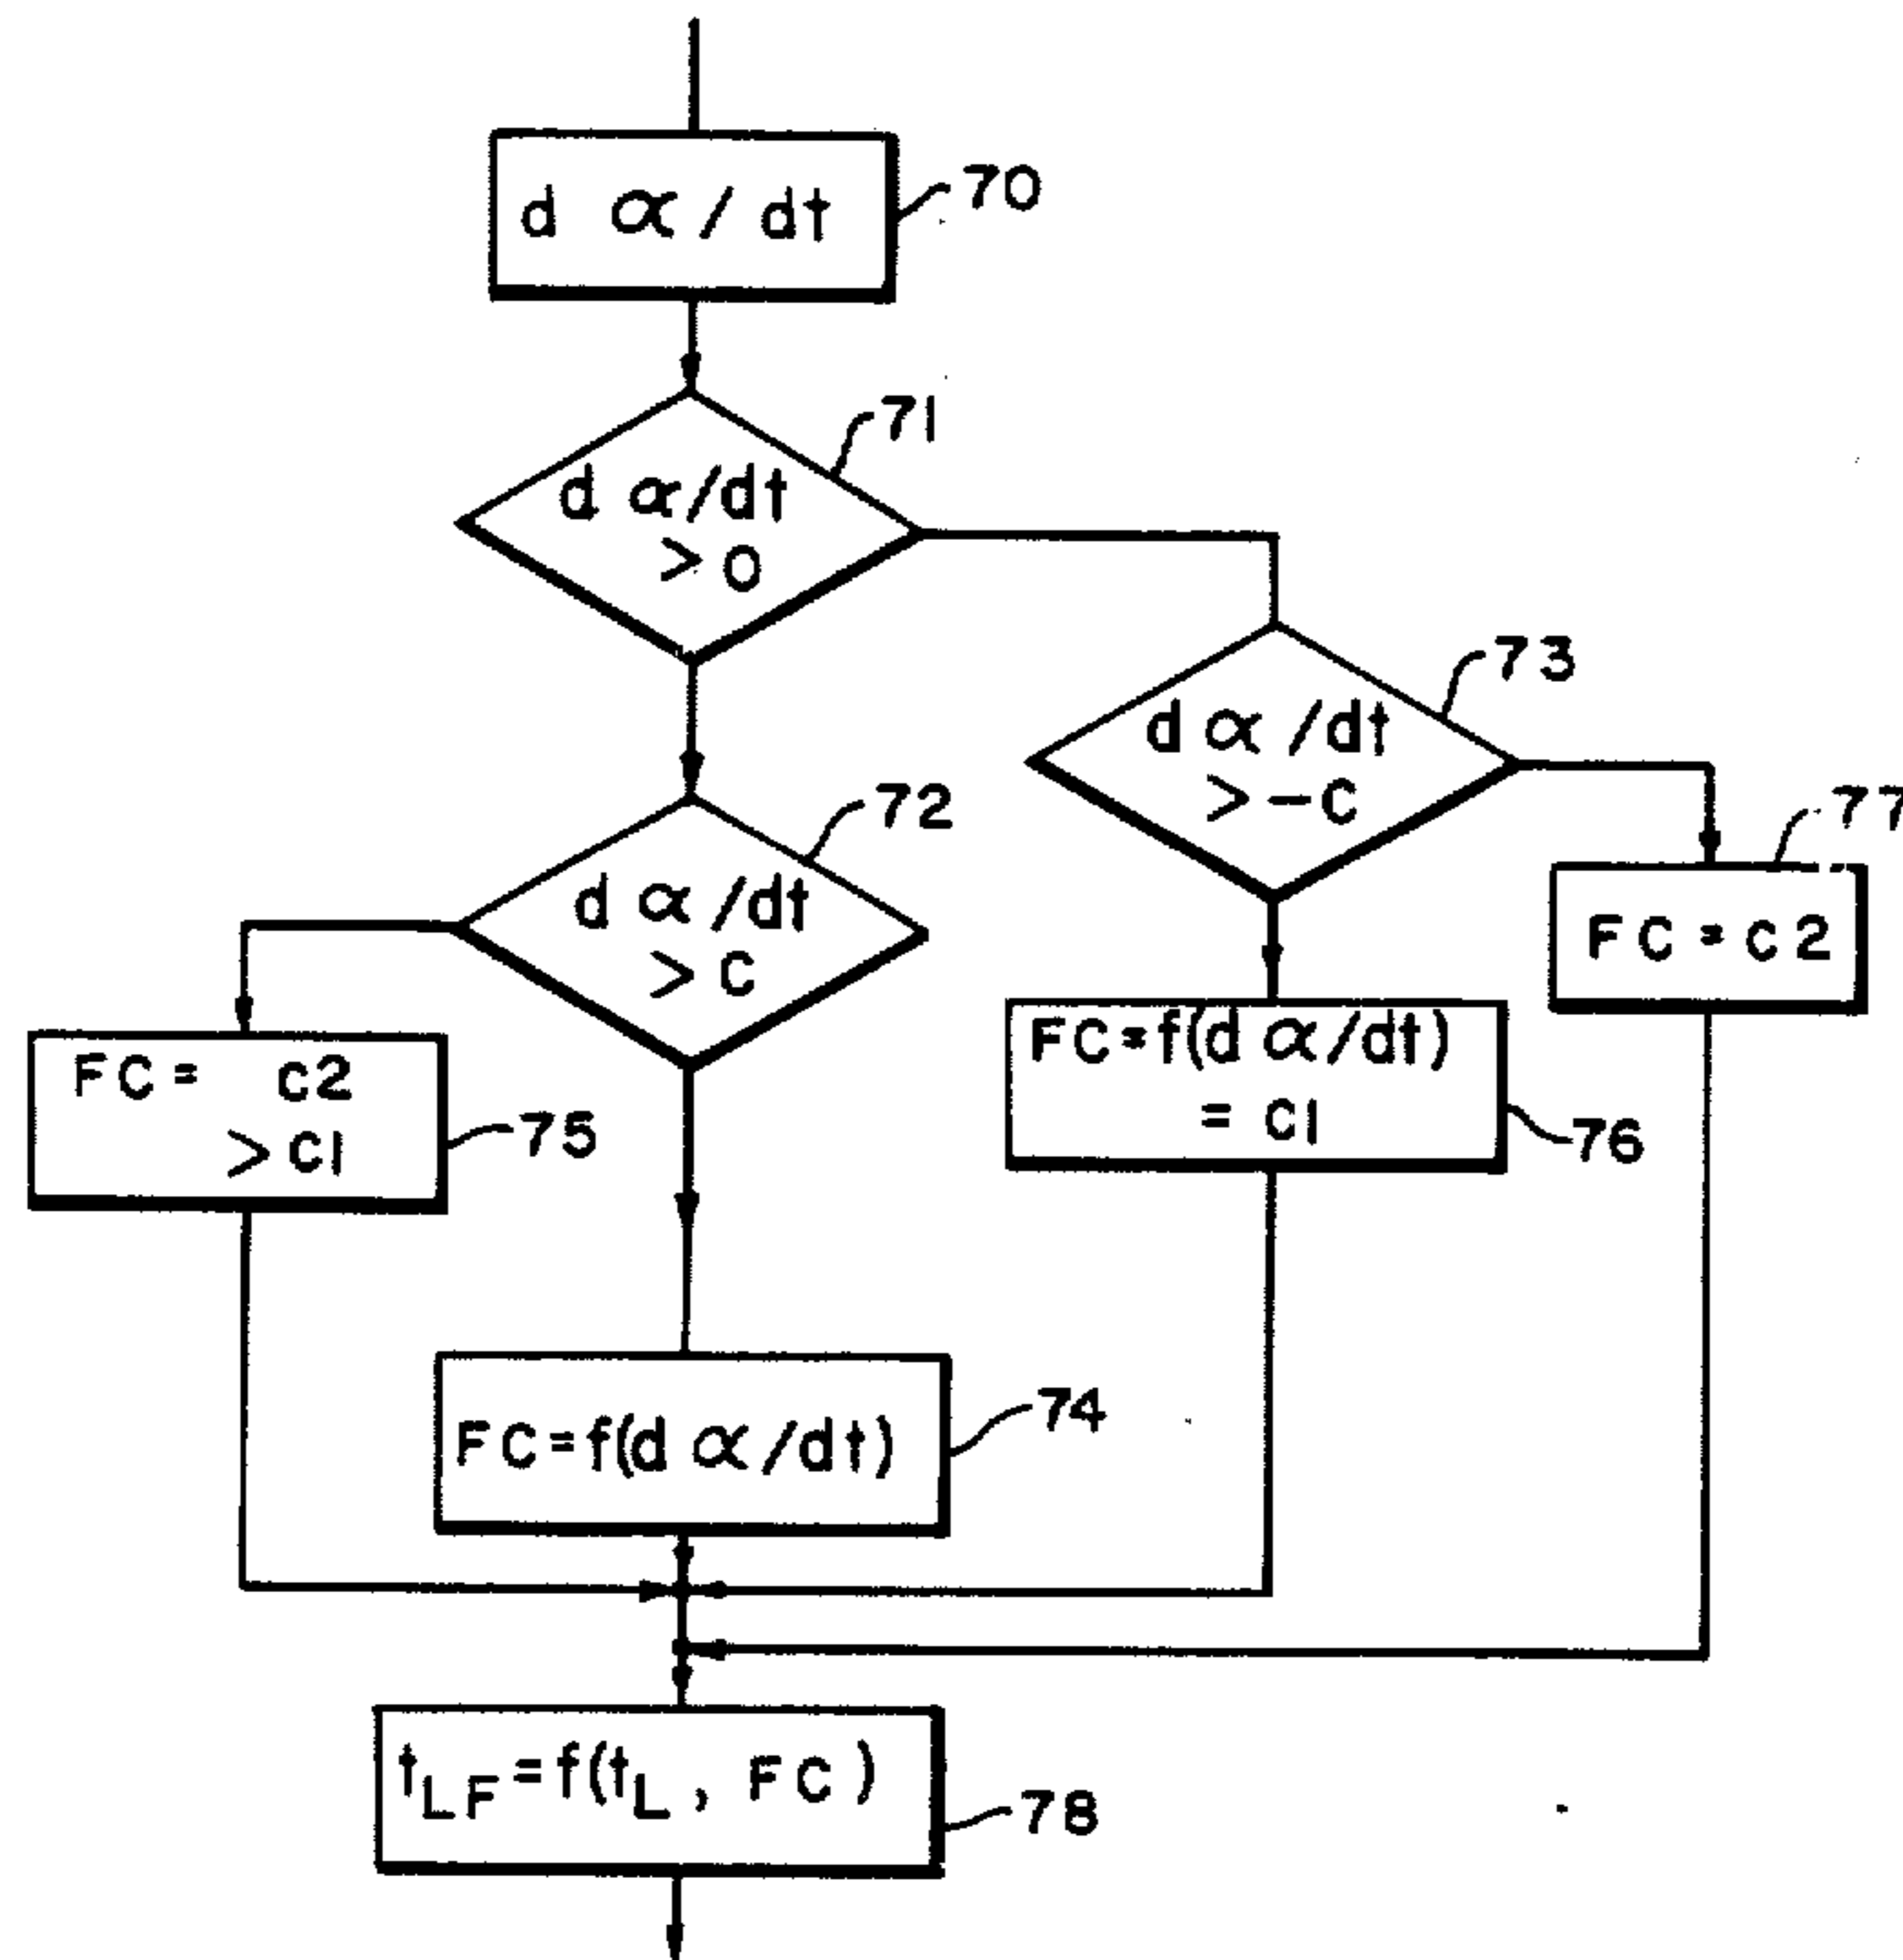 d α / dt
70
d α/dt
> 0
71
d α /dt
> -C
73
d α /dt
> C
72
77
FC = c2
FC = c2
> c1
75
FC=f(d α/dt)
= c1
76
FC=f(d α/dt)
74
tLF=f(tL, FC)
78